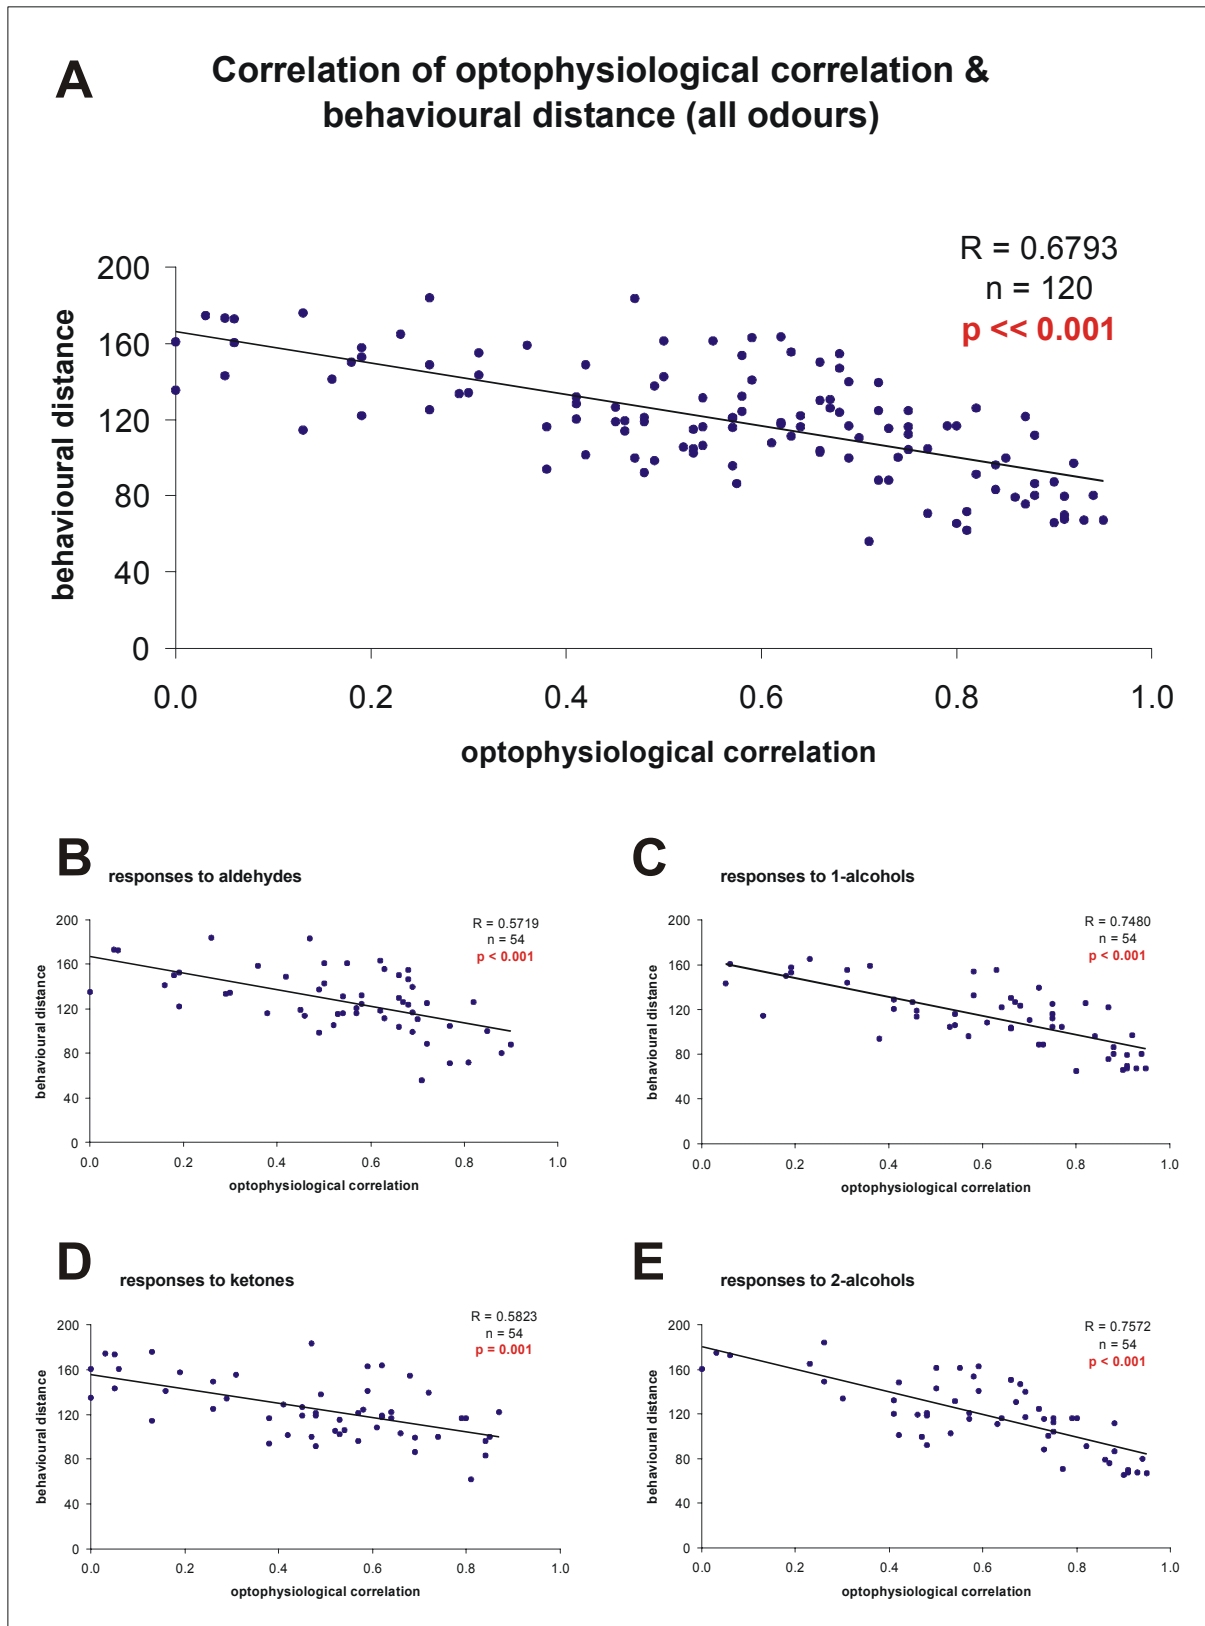 A
Correlation of optophysiological correlation &
behavioural distance (all odours)
R = 0.6793
n = 120
p << 0.001
behavioural distance
200
160
120
80
40
0
0.0 0.2 0.4 0.6 0.8 1.0
optophysiological correlation
B
responses to aldehydes
R = 0.5719
n = 54
p < 0.001
behavioural distance
200
160
120
80
40
0
0.0 0.2 0.4 0.6 0.8 1.0
optophysiological correlation
C
responses to 1-alcohols
R = 0.7480
n = 54
p < 0.001
behavioural distance
200
160
120
80
40
0
0.0 0.2 0.4 0.6 0.8 1.0
optophysiological correlation
D
responses to ketones
R = 0.5823
n = 54
p = 0.001
behavioural distance
200
160
120
80
40
0
0.0 0.2 0.4 0.6 0.8 1.0
optophysiological correlation
E
responses to 2-alcohols
R = 0.7572
n = 54
p < 0.001
behavioural distance
200
160
120
80
40
0
0.0 0.2 0.4 0.6 0.8 1.0
optophysiological correlation